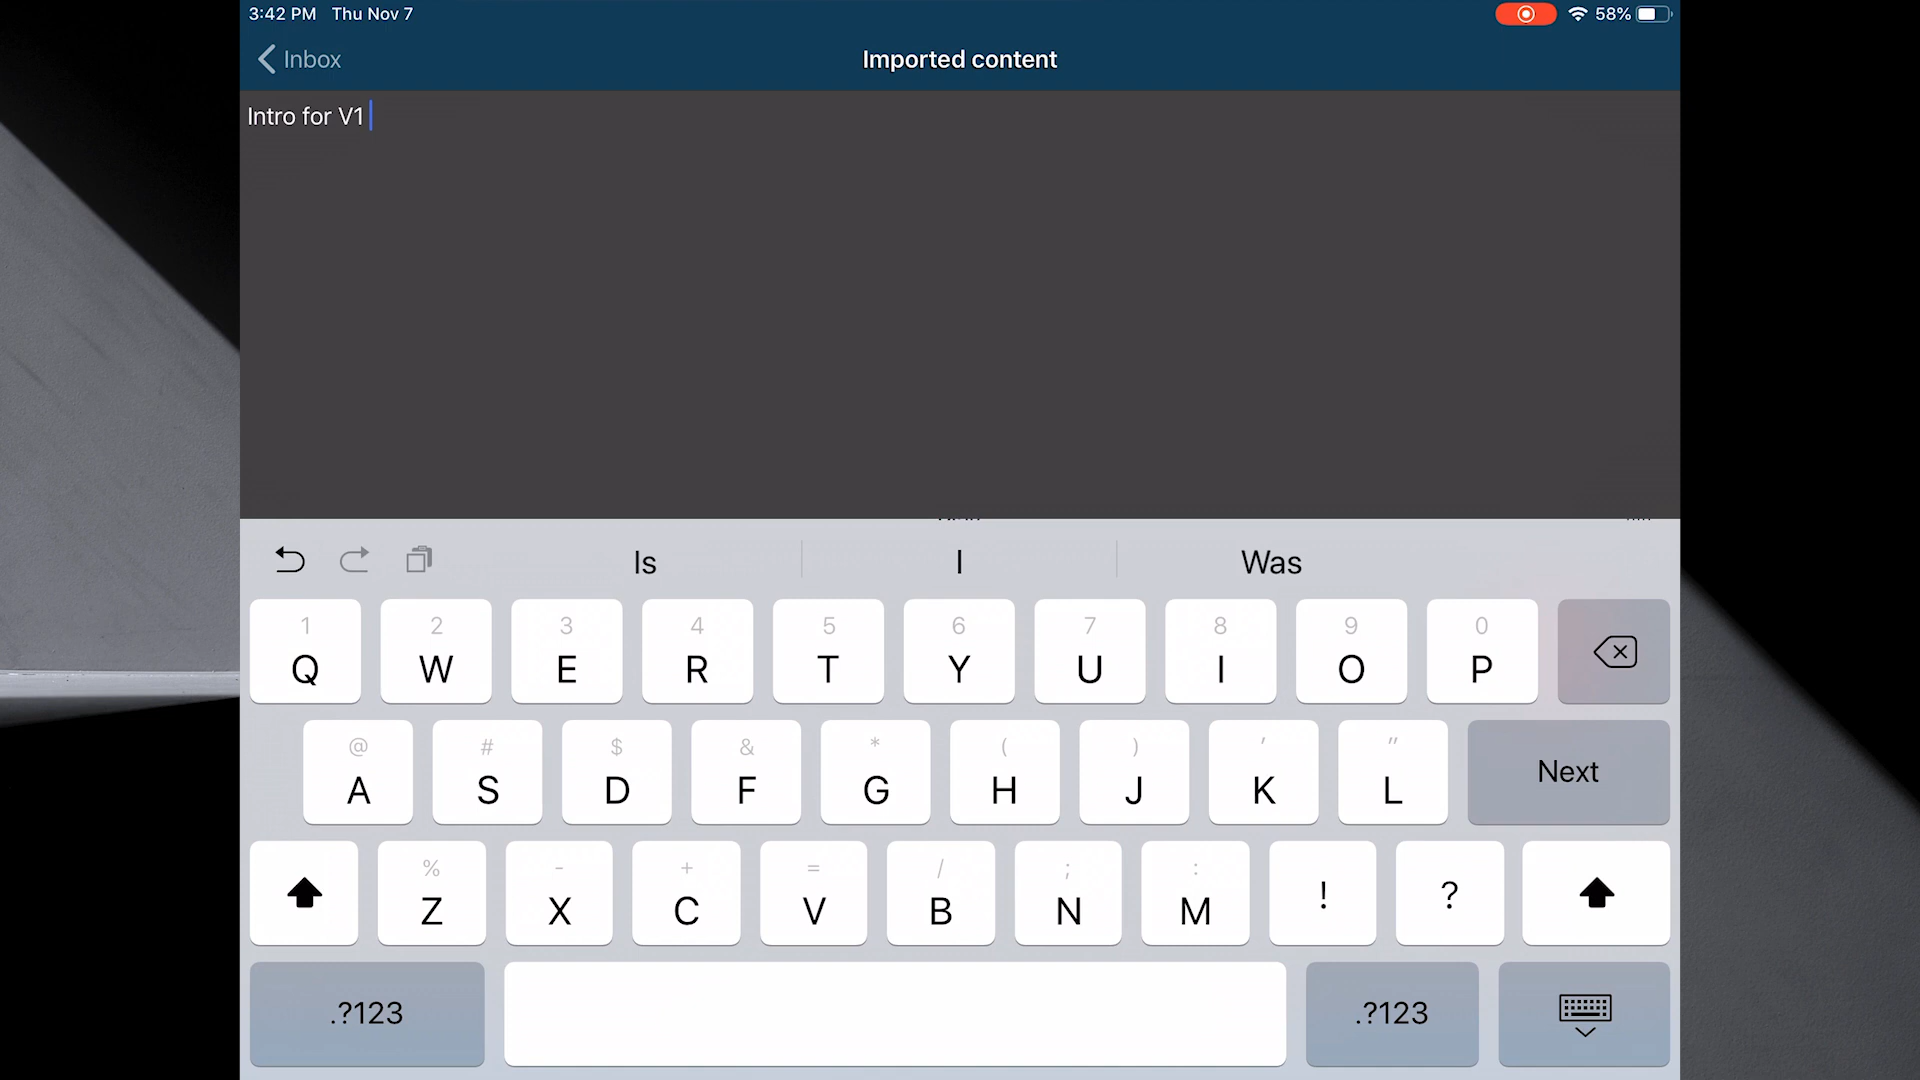 3:42 PM Thu Nov 7 58%
Inbox Imported content
Intro for V1
Is I Was
1 2 3 4 5 6 7 8 9 0
Q W E R T Y U I O P
@ # $ & * ( ) ' "
A S D F G H J K L Next
% - + = / ; :
Z X C V B N M ! ?
.?123 .?123